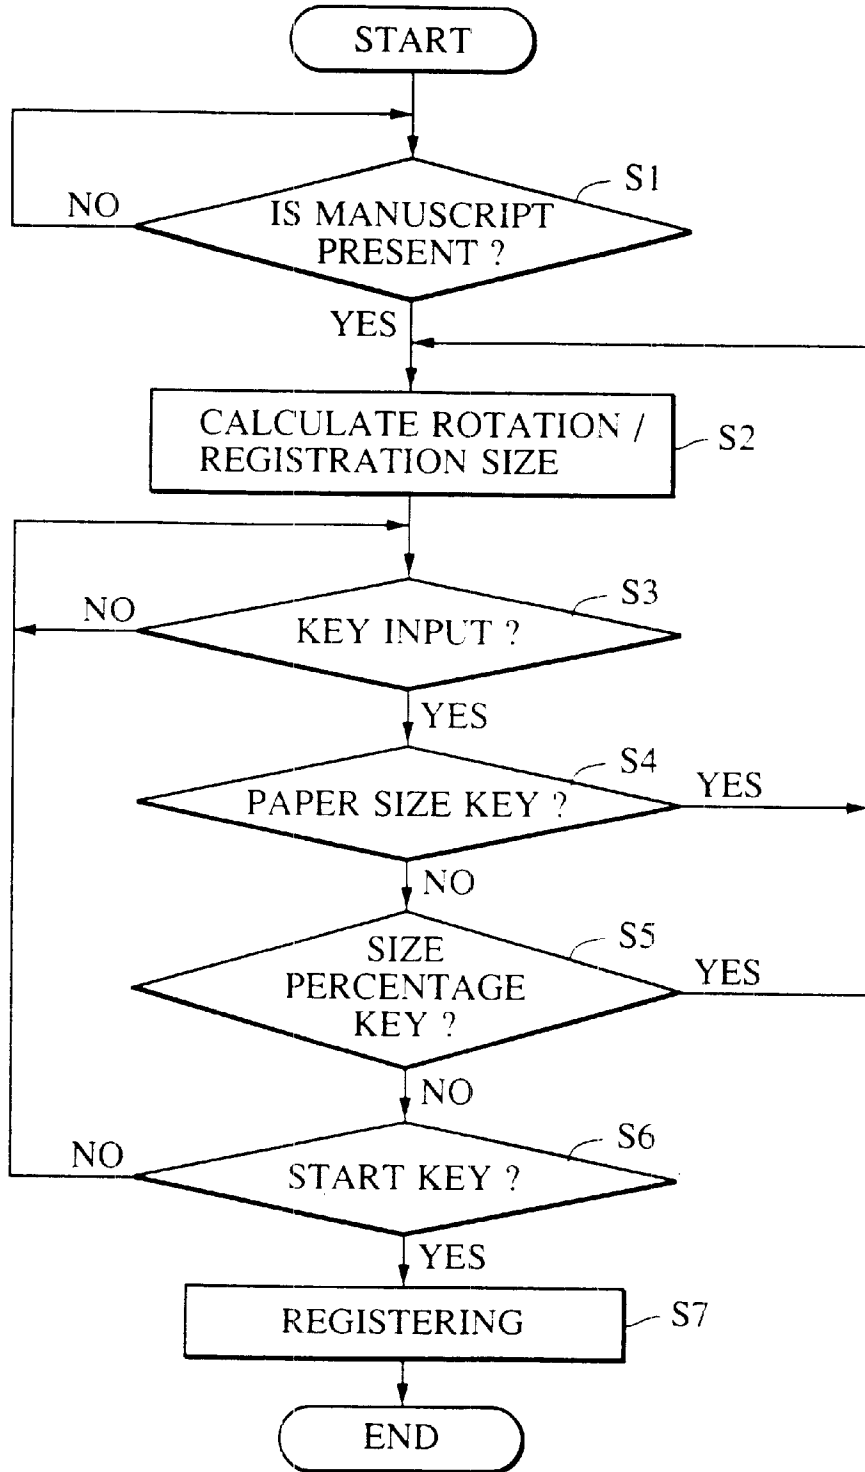 START
S1
NO
IS MANUSCRIPT
PRESENT ?
YES
CALCULATE ROTATION /
REGISTRATION SIZE
S2
S3
NO
KEY INPUT ?
YES
S4
PAPER SIZE KEY ?
YES
NO
S5
SIZE
PERCENTAGE
KEY ?
YES
NO
S6
NO
START KEY ?
YES
REGISTERING
S7
END